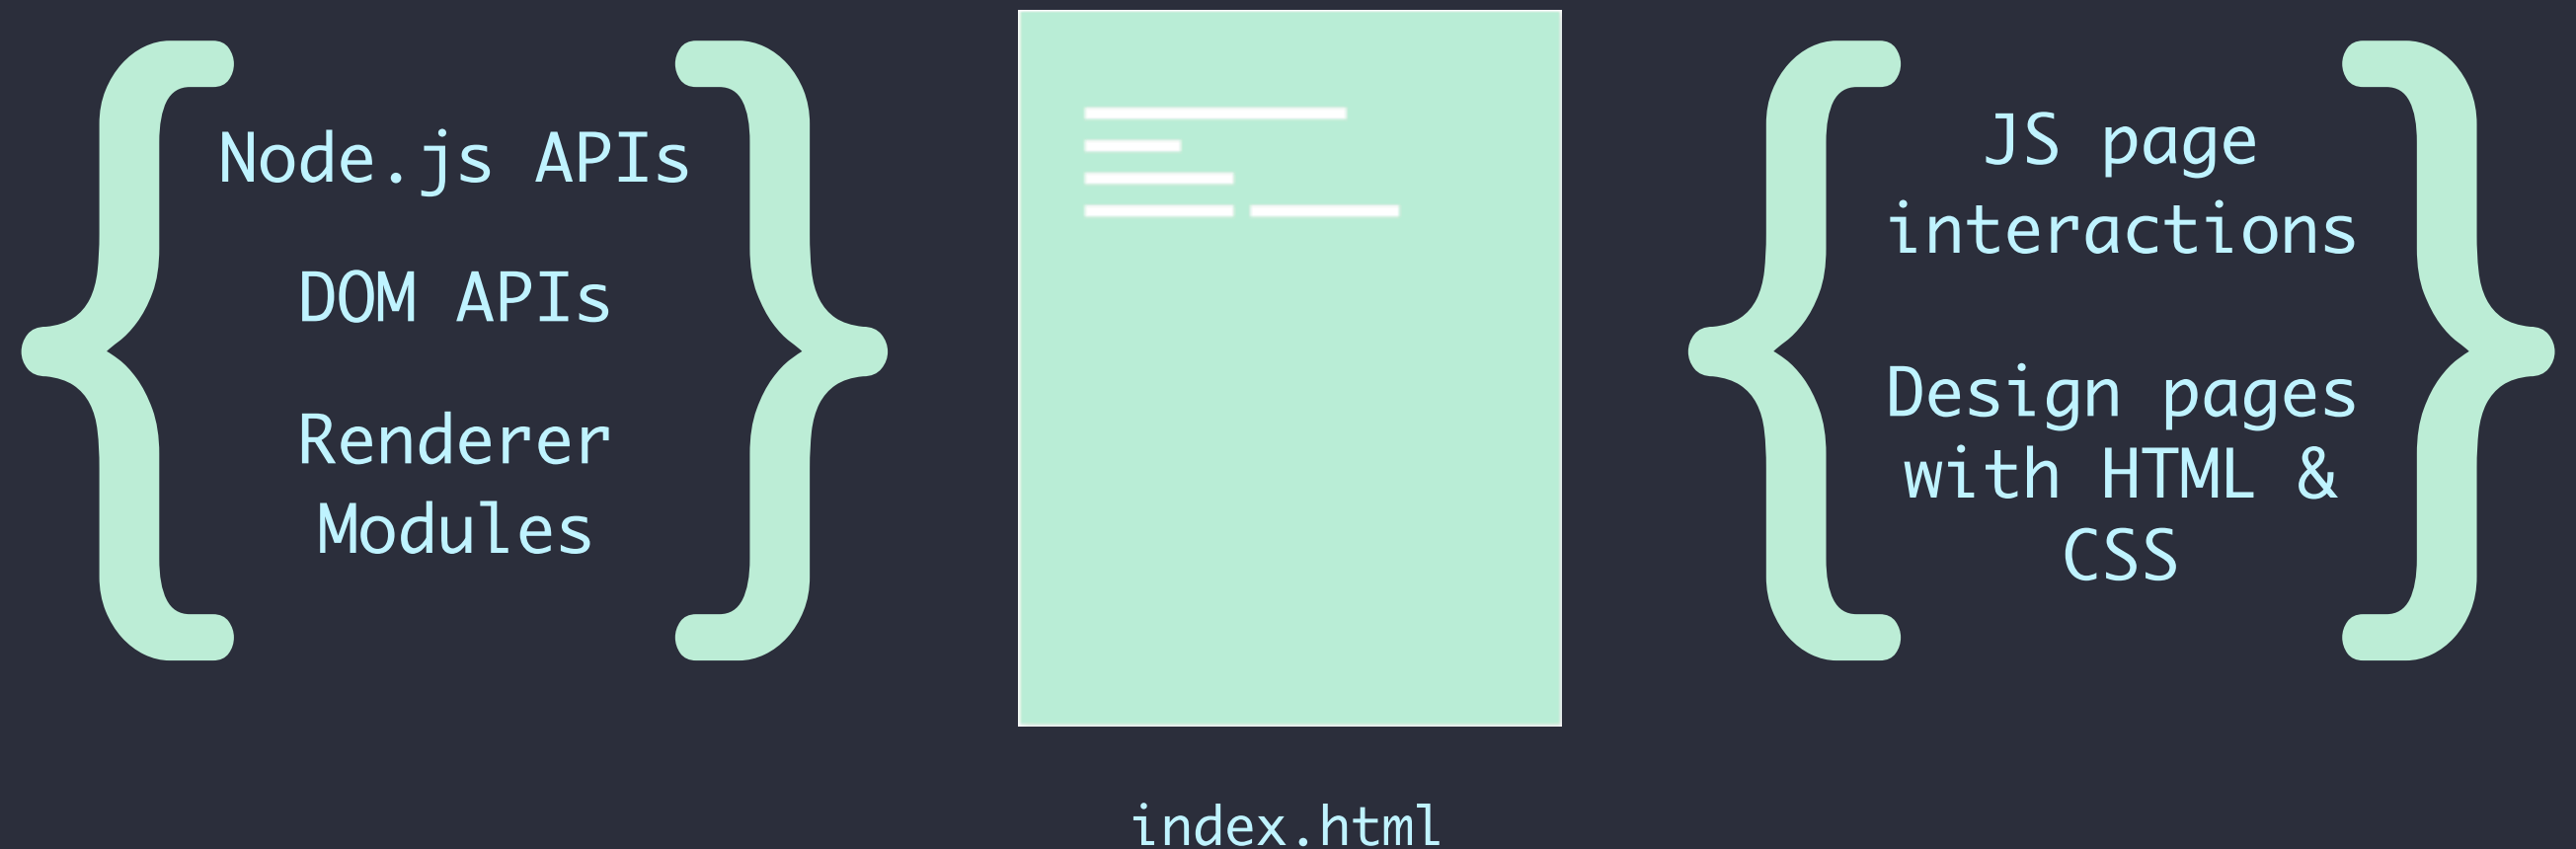 Node.js APIs
DOM APIs
Renderer
Modules
index.html
JS page
interactions
Design pages
with HTML &
CSS